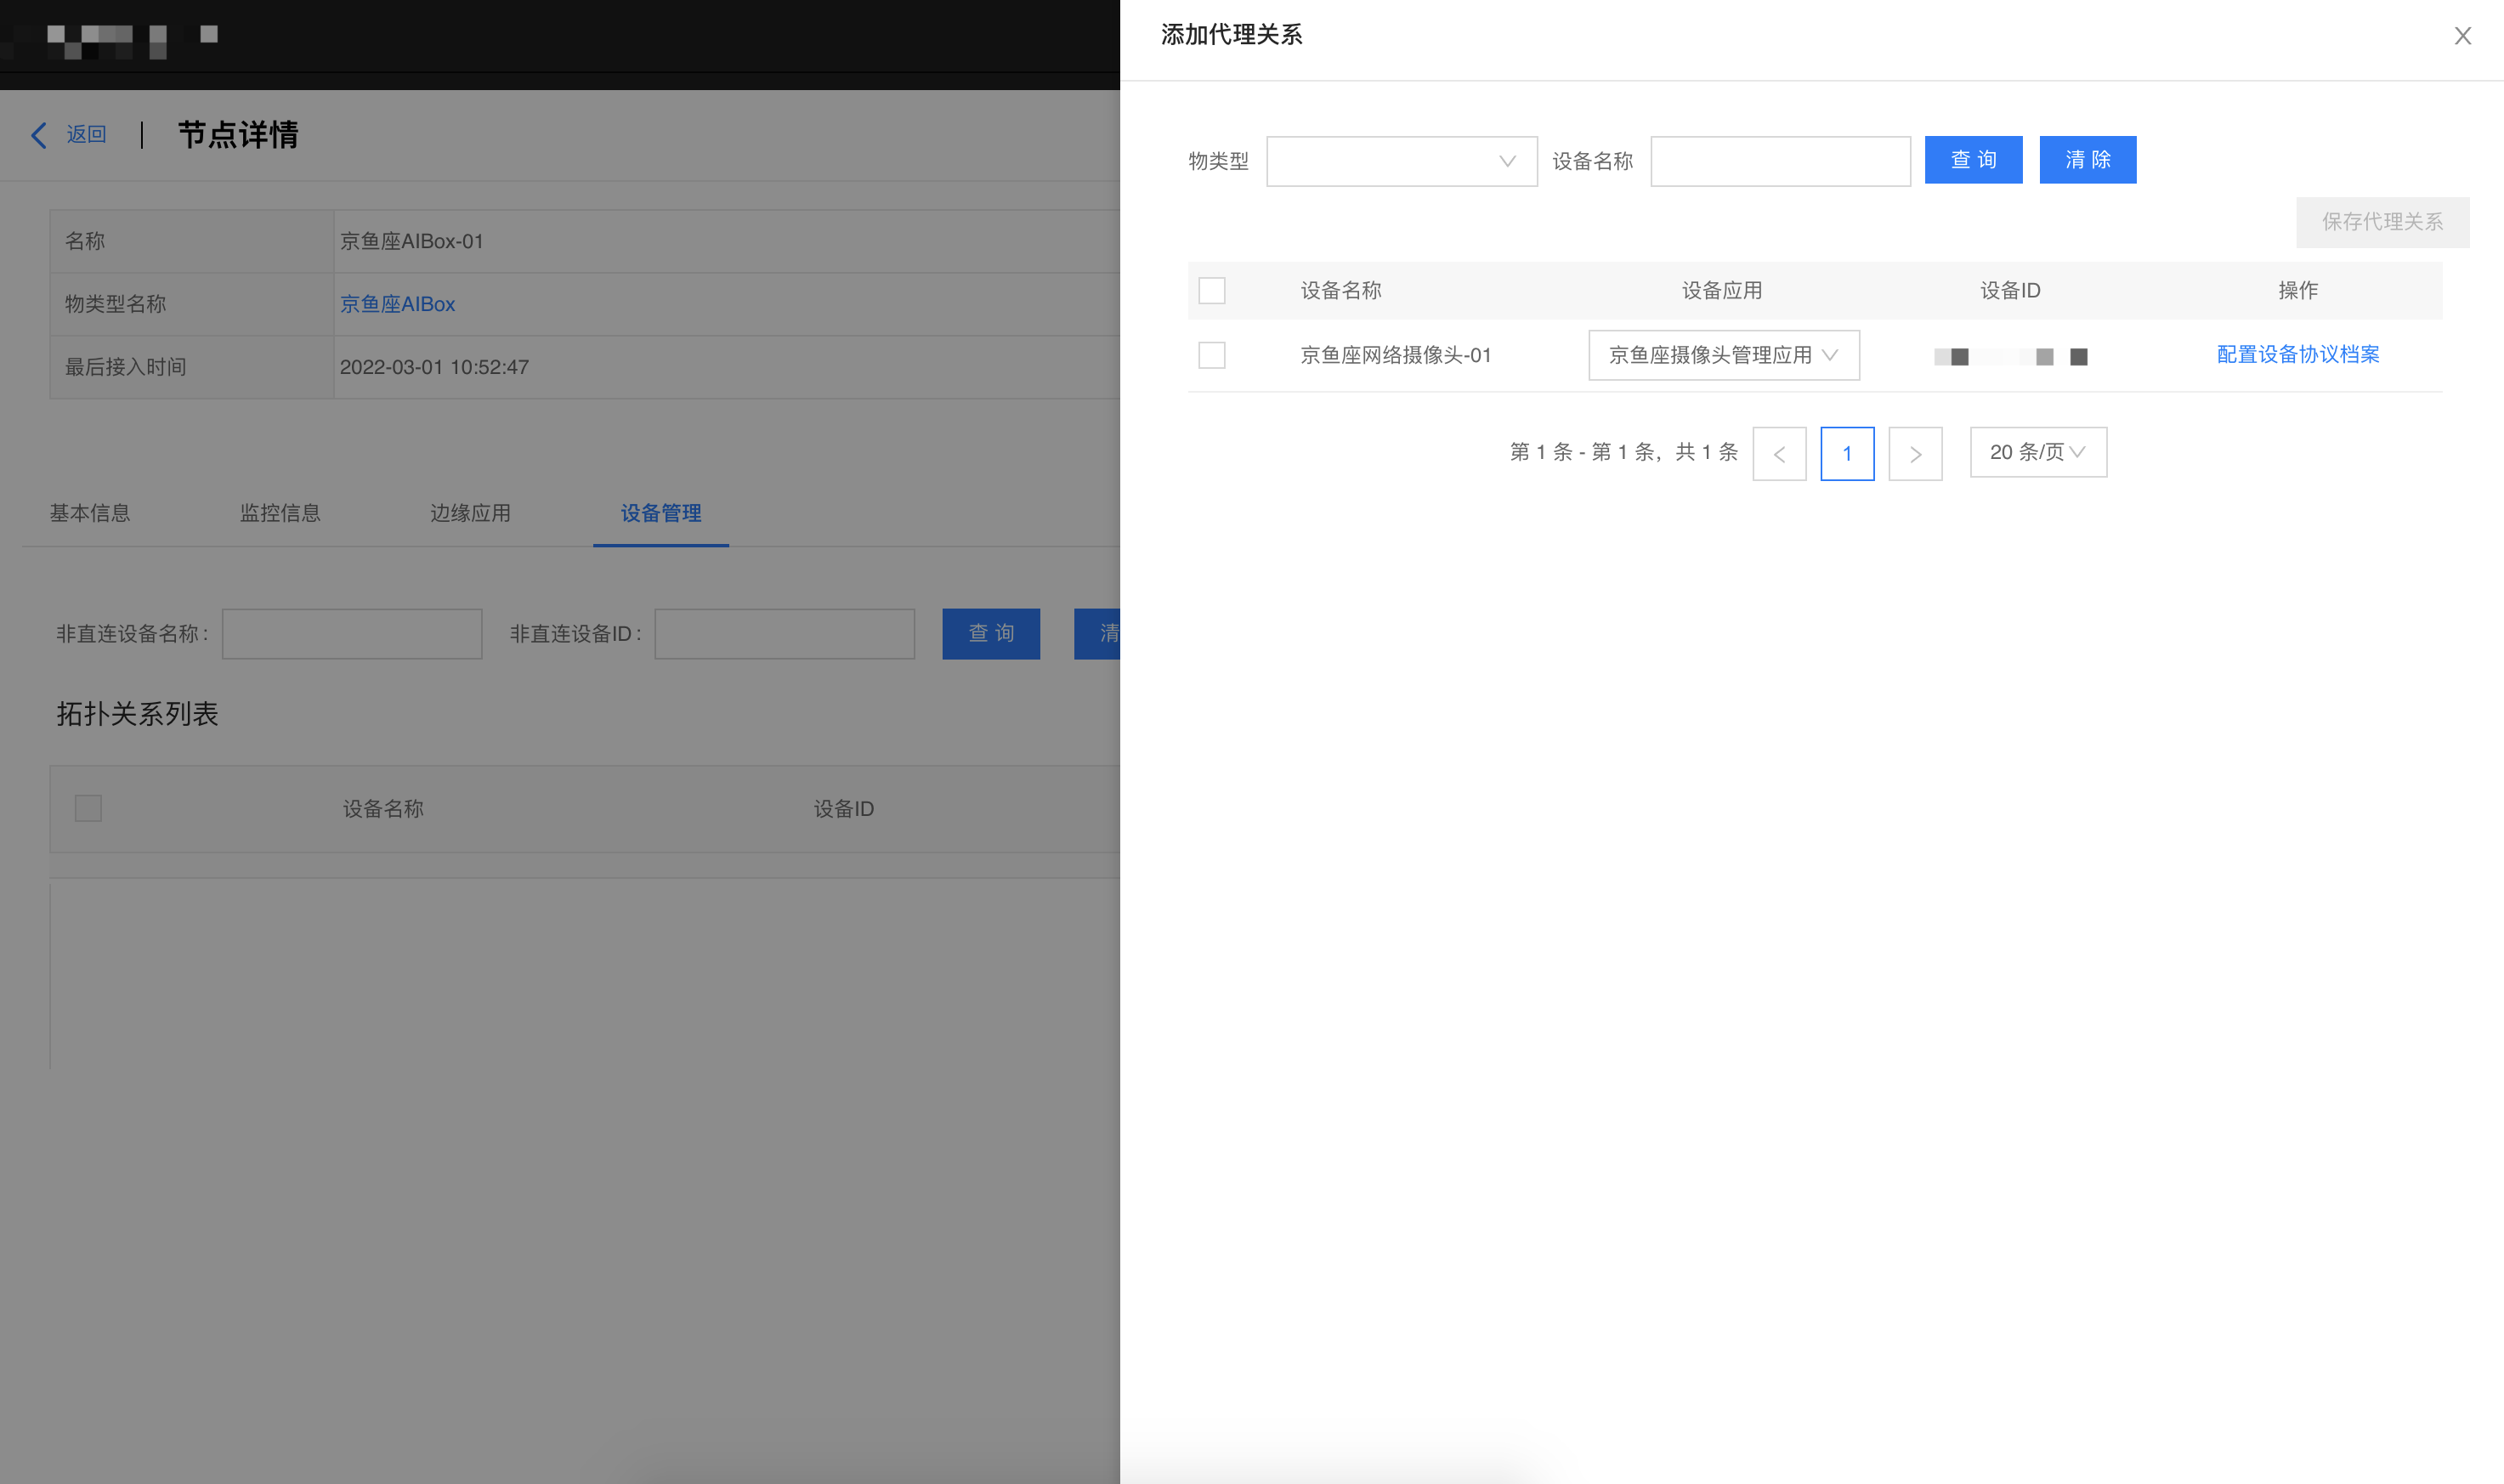 返回
节点详情
名称 京鱼座AIBox-01
物类型名称 京鱼座AIBox
最后接入时间 2022-03-01 10:52:47
基本信息 监控信息 边缘应用 设备管理
非直连设备名称: 非直连设备ID: 查 询 清
拓扑关系列表
设备名称 设备ID
添加代理关系
物类型 设备名称 查 询 清 除
保存代理关系
设备名称 设备应用 设备ID 操作
京鱼座网络摄像头-01 京鱼座摄像头管理应用 配置设备协议档案
第 1 条 - 第 1 条，共 1 条 1 20 条/页